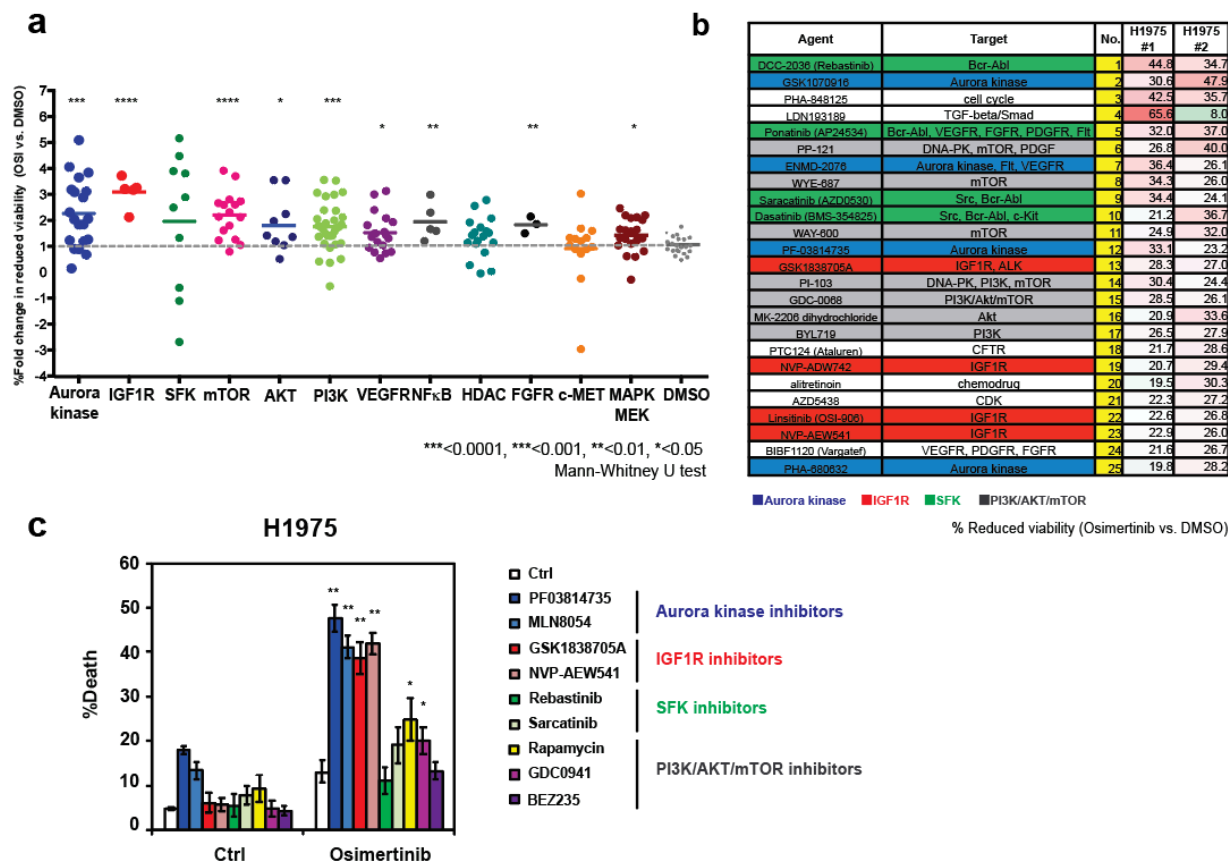 a
%Fold change in reduced viability (OSI vs. DMSO)
7
6
5
4
3
2
1
0
-1
-2
-3
-4
*** **** **** * *** * ** ** *
Aurora kinase IGF1R SFK mTOR AKT PI3K VEGFR NFκB HDAC FGFR c-MET MAPK MEK DMSO
***<0.0001, ***<0.001, **<0.01, *<0.05
Mann-Whitney U test
b
Agent Target No. H1975 #1 H1975 #2
DCC-2036 (Rebastinib) Bcr-Abl 1 44.8 34.7
GSK1070916 Aurora kinase 2 30.6 47.9
PHA-848125 cell cycle 3 42.5 35.7
LDN193189 TGF-beta/Smad 4 65.6 8.0
Ponatinib (AP24534) Bcr-Abl, VEGFR, FGFR, PDGFR, Flt 5 32.0 37.0
PP-121 DNA-PK, mTOR, PDGF 6 26.8 40.0
ENMD-2076 Aurora kinase, Flt, VEGFR 7 36.4 26.1
WYE-687 mTOR 8 34.3 26.0
Saracatinib (AZD0530) Src, Bcr-Abl 9 34.4 24.1
Dasatinib (BMS-354825) Src, Bcr-Abl, c-Kit 10 21.2 36.7
WAY-600 mTOR 11 24.9 32.0
PF-03814735 Aurora kinase 12 33.1 23.2
GSK1838705A IGF1R, ALK 13 28.3 27.0
PI-103 DNA-PK, PI3K, mTOR 14 30.4 24.4
GDC-0068 PI3K/Akt/mTOR 15 28.5 26.1
MK-2206 dihydrochloride Akt 16 20.9 33.6
BYL719 PI3K 17 26.5 27.9
PTC124 (Ataluren) CFTR 18 21.7 28.6
NVP-ADW742 IGF1R 19 20.7 29.4
alitretinoin chemodruq 20 19.5 30.3
AZD5438 CDK 21 21.3 27.2
Linsitinib (OSI-906) IGF1R 22 22.6 26.8
NVP-AEW541 IGF1R 23 22.9 26.0
BIBF1120 (Vargatef) VEGFR, PDGFR, FGFR 24 21.6 26.7
PHA-680632 Aurora kinase 25 19.8 28.2
Aurora kinase IGF1R SFK PI3K/AKT/mTOR
% Reduced viability (Osimertinib vs. DMSO)
c
H1975
%Death
60
50
40
30
20
10
0
** ** ** ** * *
Ctrl Osimertinib
Ctrl
PF03814735
MLN8054
Aurora kinase inhibitors
GSK1838705A
NVP-AEW541
IGF1R inhibitors
Rebastinib
Sarcatinib
SFK inhibitors
Rapamycin
GDC0941
BEZ235
PI3K/AKT/mTOR inhibitors